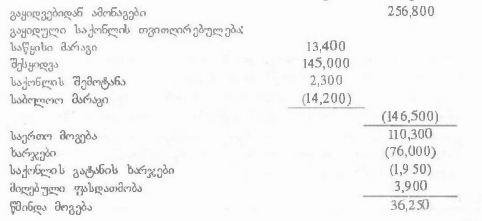 გაყიდვებიდან ამონაგები 256,800
გაყიდული საქონლის თვითღირებულება:
საწყისი მარაგი 13,400
შესყიდვა 145,000
საქონლის შემოტანა 2,300
საბოლოო მარაგი (14,200)
(146,500)
საერთო მოგება 110,300
ხარჯები (76,000)
საქონლის გატანის ხარჯები (1,9 50)
მიღებული ფასდათმობა 3,900
წმინდა მოგება 36,250